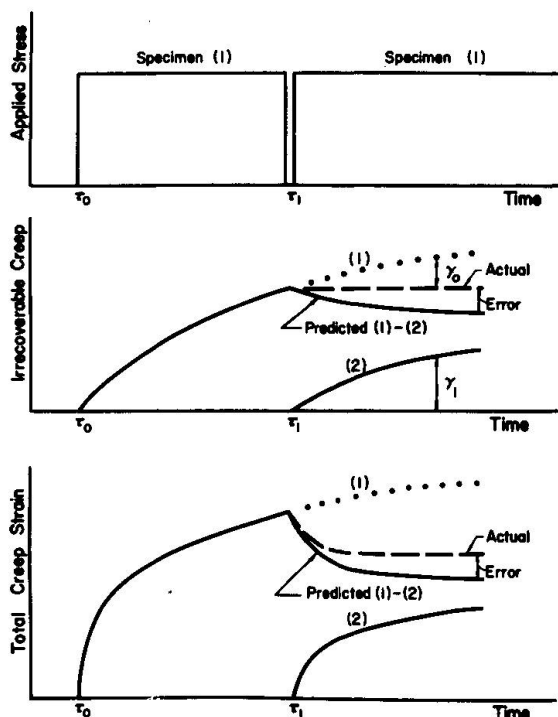 Applied Stress
Specimen (1)
Specimen (1)
τ₀
τ₁
Time
Irrecoverable Creep
(1)
γ₀
Actual
Error
Predicted (1)-(2)
(2)
γ₁
τ₀
τ₁
Time
Total Creep Strain
(1)
Actual
Error
Predicted (1)-(2)
(2)
τ₀
τ₁
Time